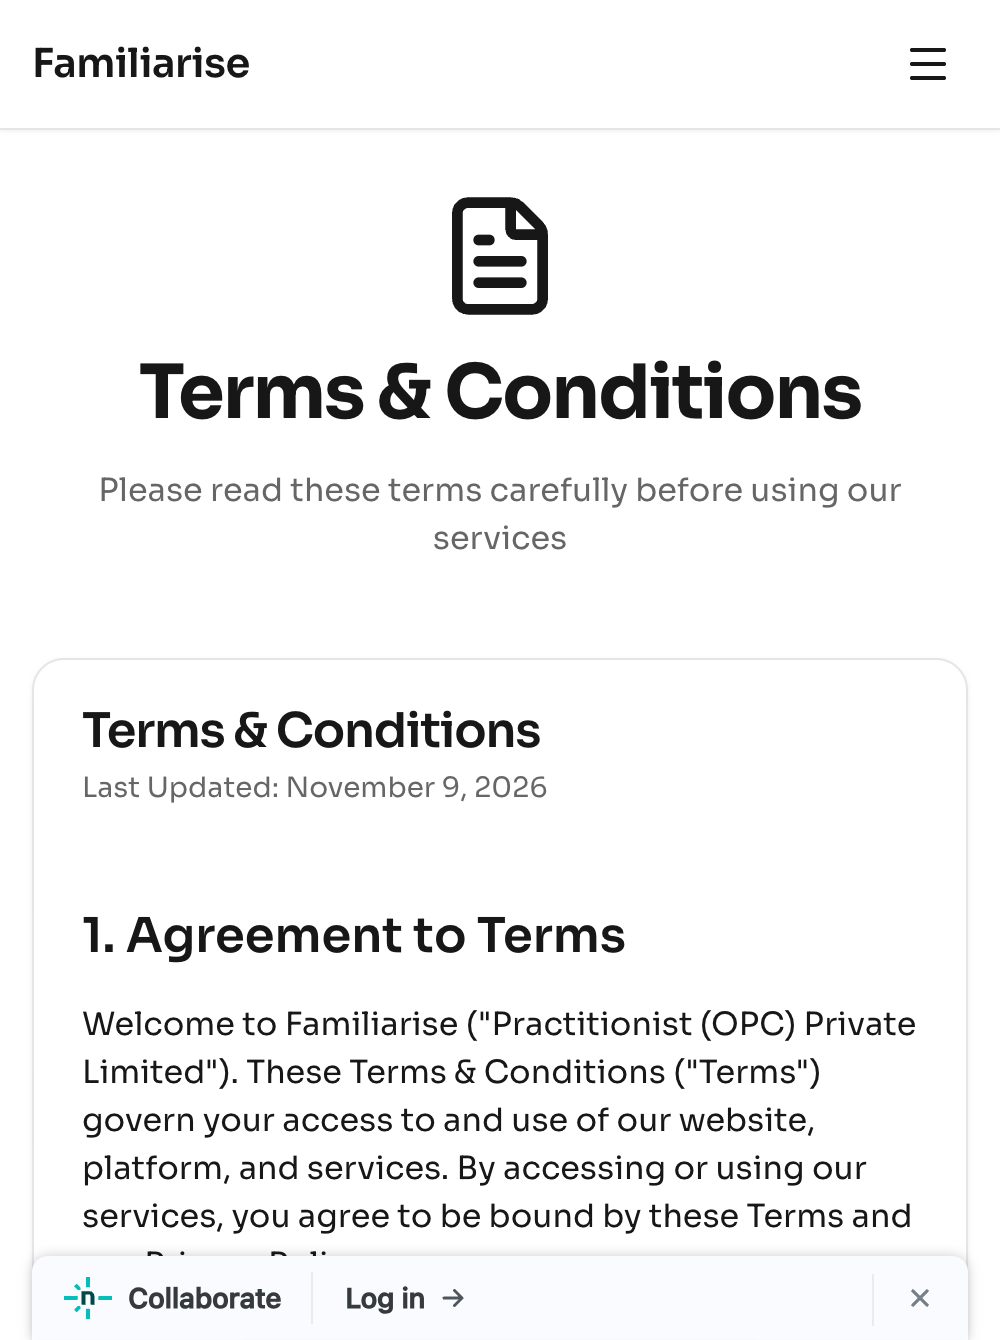 Familiarise
Terms & Conditions
Please read these terms carefully before using our
services
Terms & Conditions
Last Updated: November 9, 2026
1. Agreement to Terms
Welcome to Familiarise ("Practitionist (OPC) Private
Limited"). These Terms & Conditions ("Terms")
govern your access to and use of our website,
platform, and services. By accessing or using our
services, you agree to be bound by these Terms and
Collaborate
Log in →